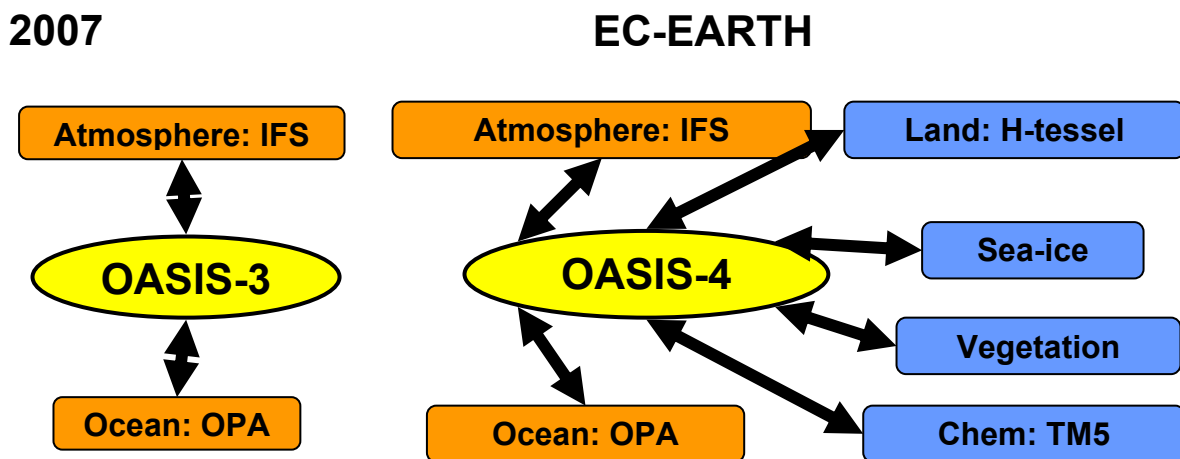 2007
EC-EARTH
Atmosphere: IFS
OASIS-3
Ocean: OPA
Atmosphere: IFS
Land: H-tessel
OASIS-4
Sea-ice
Vegetation
Ocean: OPA
Chem: TM5